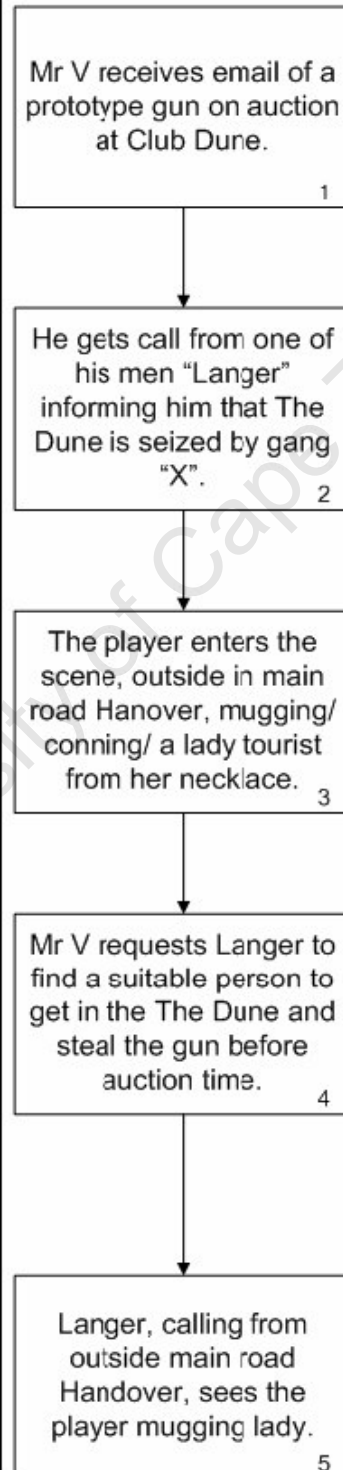 Mr V receives email of a
prototype gun on auction
at Club Dune.
1
He gets call from one of
his men “Langer”
informing him that The
Dune is seized by gang
“X”.
2
The player enters the
scene, outside in main
road Hanover, mugging/
conning/ a lady tourist
from her necklace.
3
Mr V requests Langer to
find a suitable person to
get in the The Dune and
steal the gun before
auction time.
4
Langer, calling from
outside main road
Handover, sees the
player mugging lady.
5
sity of Cape T